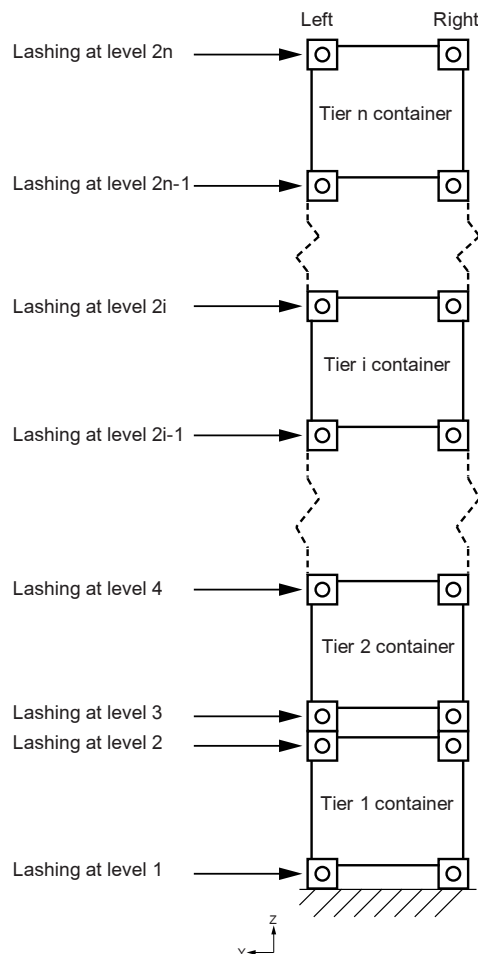 Left Right
Lashing at level 2n
Tier n container
Lashing at level 2n-1
Lashing at level 2i
Tier i container
Lashing at level 2i-1
Lashing at level 4
Tier 2 container
Lashing at level 3
Lashing at level 2
Tier 1 container
Lashing at level 1
Z
Y